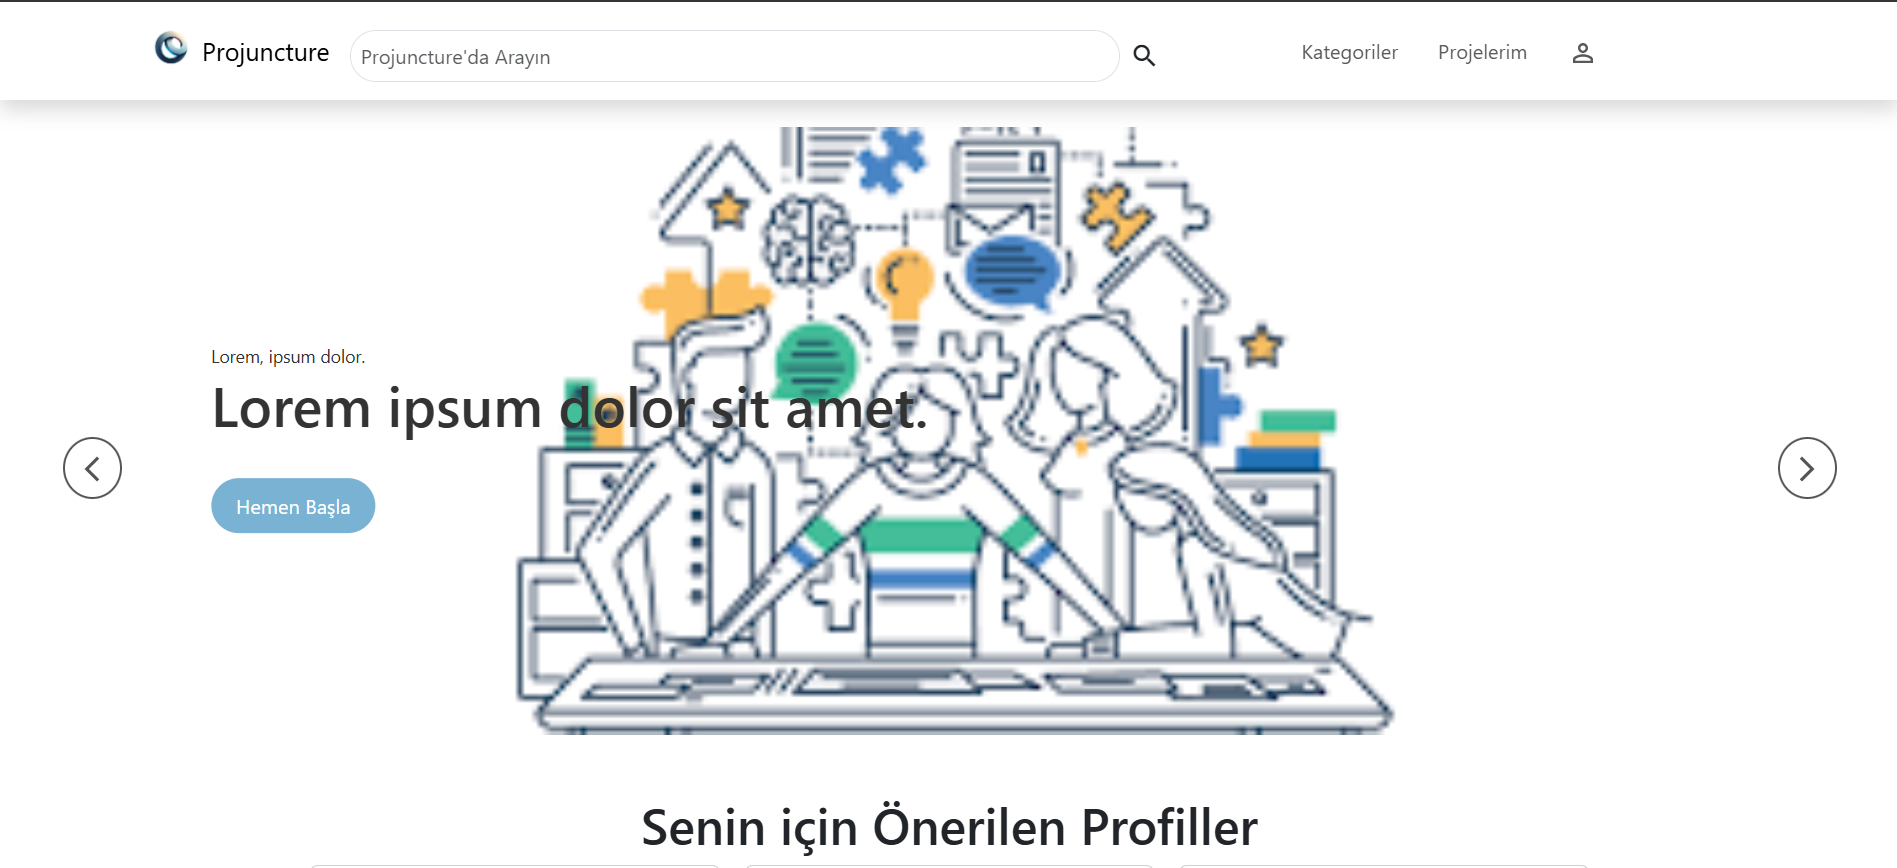 Projuncture
Projuncture'da Arayın
Kategoriler
Projelerim
Lorem, ipsum dolor.
Lorem ipsum dolor sit amet.
Hemen Başla
Senin için Önerilen Profiller